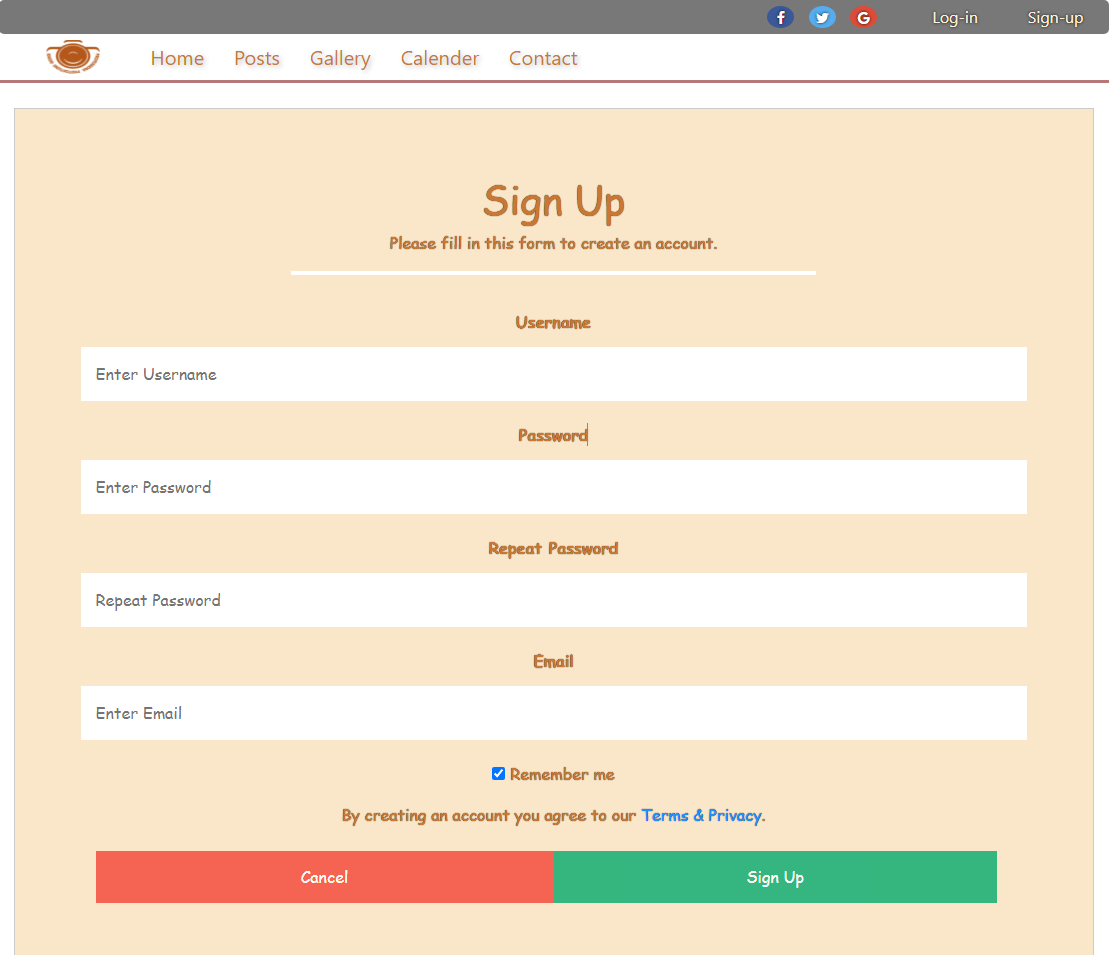 f G Log-in Sign-up
Home Posts Gallery Calender Contact
Sign Up
Please fill in this form to create an account.
Username
Enter Username
Password
Enter Password
Repeat Password
Repeat Password
Email
Enter Email
Remember me
By creating an account you agree to our Terms & Privacy.
Cancel Sign Up